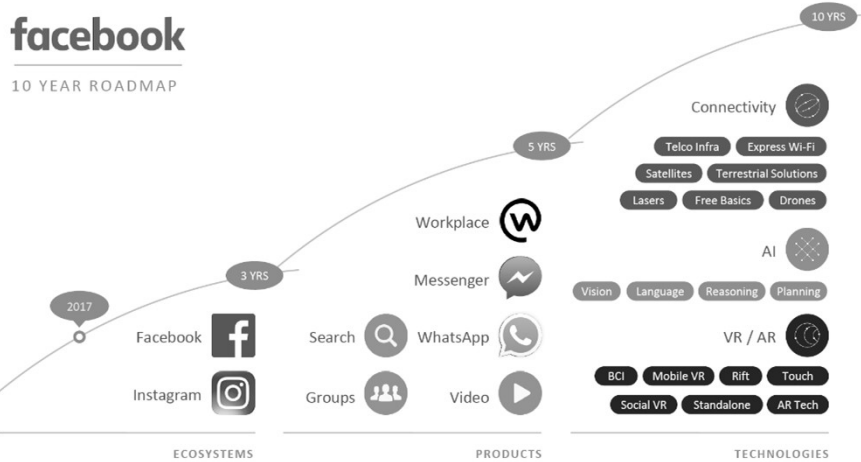 facebook
10 YEAR ROADMAP
10 YRS
5 YRS
3 YRS
2017
Facebook
Instagram
ECOSYSTEMS
Workplace
Messenger
Search
WhatsApp
Groups
Video
PRODUCTS
Connectivity
Telco Infra Express Wi-Fi
Satellites Terrestrial Solutions
Lasers Free Basics Drones
AI
Vision Language Reasoning Planning
VR / AR
BCI Mobile VR Rift Touch
Social VR Standalone AR Tech
TECHNOLOGIES